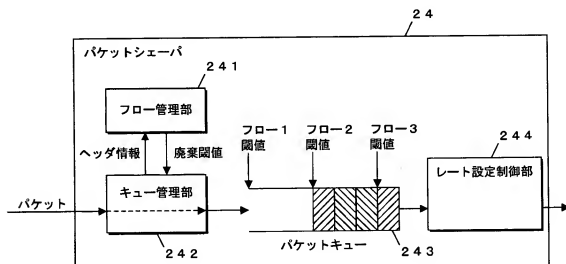 24
パケットシェーパ
241
フロー管理部
ヘッダ情報
廃棄閾値
フロー1
閾値
フロー2
閾値
フロー3
閾値
244
レート設定制御部
パケット
キュー管理部
242
パケットキュー
243